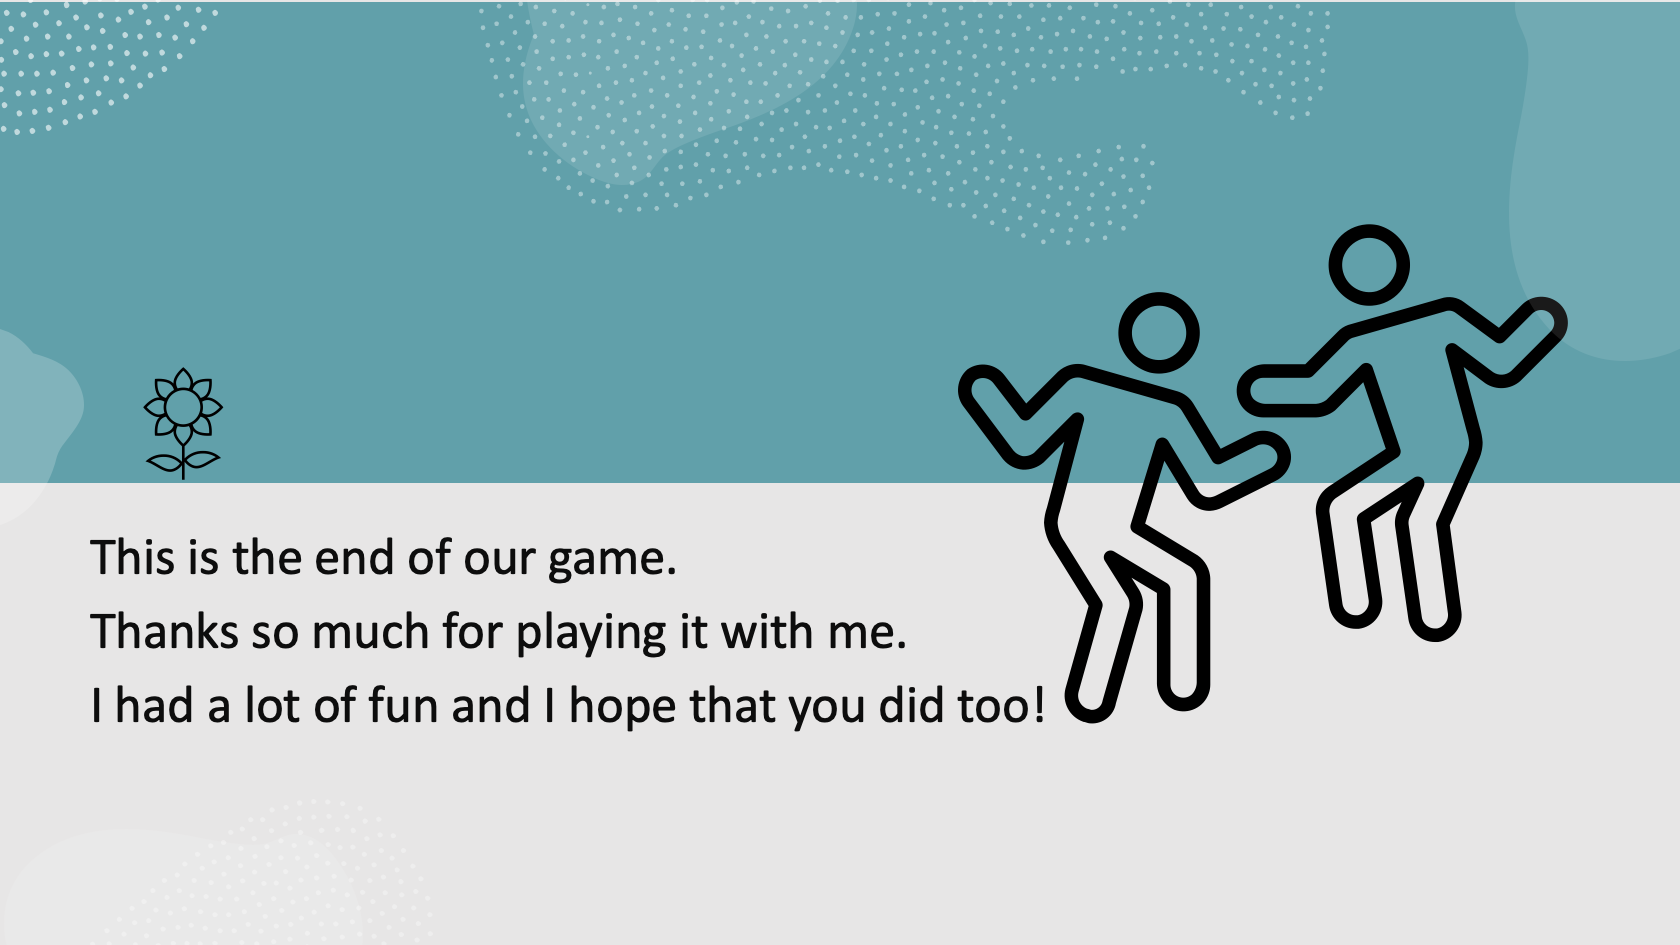 This is the end of our game.
Thanks so much for playing it with me.
I had a lot of fun and I hope that you did too!